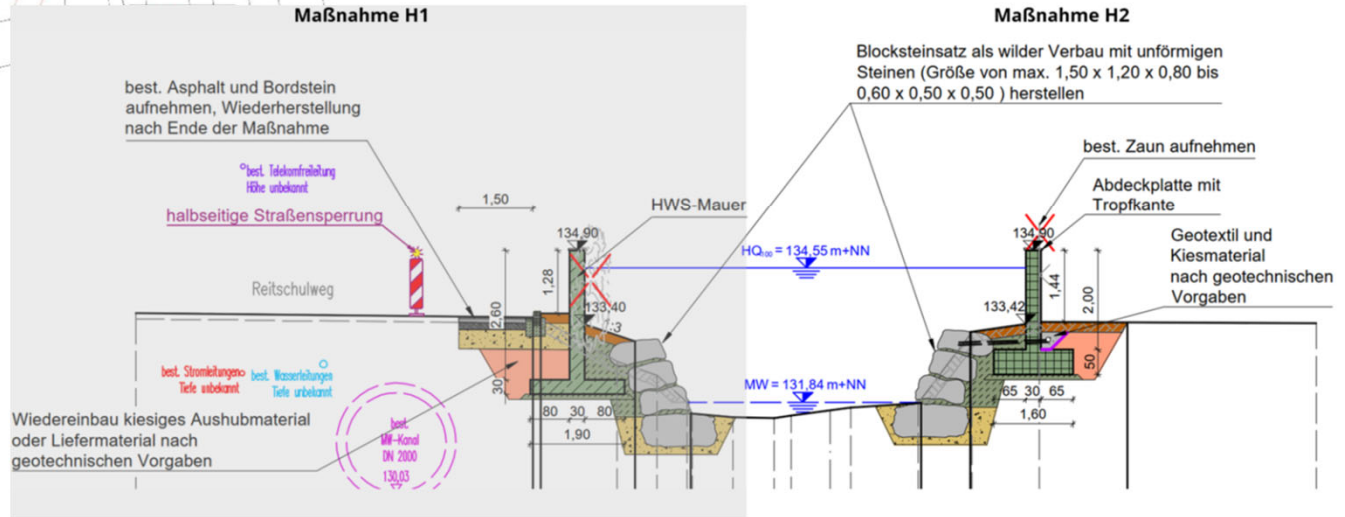 Maßnahme H1
Maßnahme H2
Blocksteinsatz als wilder Verbau mit unförmigen
Steinen (Größe von max. 1,50 x 1,20 x 0,80 bis
0,60 x 0,50 x 0,50 ) herstellen
best. Asphalt und Bordstein
aufnehmen, Wiederherstellung
nach Ende der Maßnahme
best. Zaun aufnehmen
best. Telekomfreileitung
Höhe unbekannt
Abdeckplatte mit
Tropfkante
halbseitige Straßensperrung
1,50
HWS-Mauer
134,90
134,90
Geotextil und
Kiesmaterial
nach geotechnischen
Vorgaben
HQ100 = 134,55 m+NN
Reitschulweg
1,28
2,60
133,40
1:3
133,42
1,44
2,00
best. Stromleitungen
Tiefe unbekannt
best. Wasserleitungen
Tiefe unbekannt
30
MW = 131,84 m+NN
50
65 30 65
1,60
80 30 80
1,90
Wiedereinbau kiesiges Aushubmaterial
oder Liefermaterial nach
geotechnischen Vorgaben
best.
MW-Kanal
DN 2000
130,03